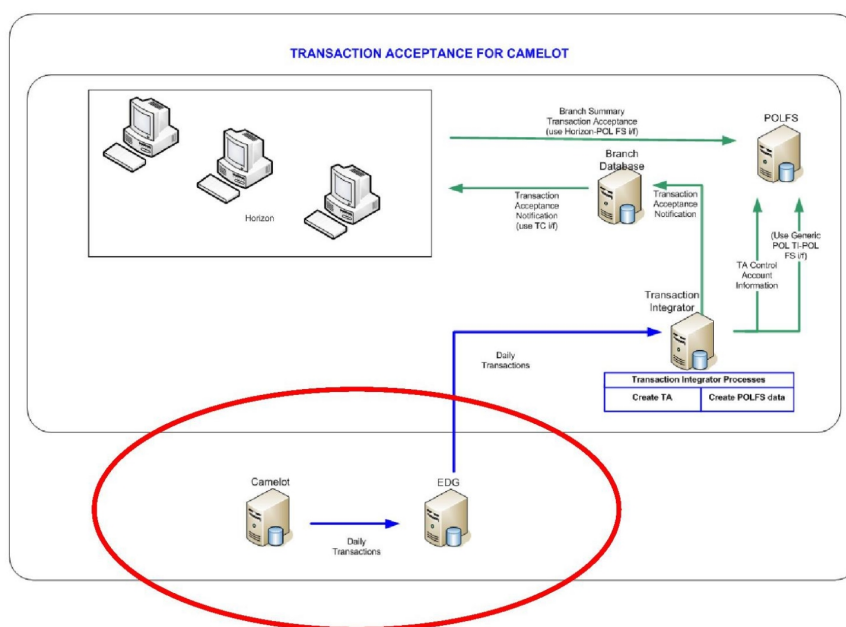 TRANSACTION ACCEPTANCE FOR CAMELOT
Horizon
Branch Summary
Transaction Acceptance
(use Horizon-POL FS i/f)
POLFS
Branch
Database
Transaction
Acceptance
Notification
(use TC i/f)
Transaction
Acceptance
Notification
(Use Generic
POL TI-POL
FS i/f)
TA Control
Account
Information
Transaction
Integrator
Daily
Transactions
Transaction Integrator Processes
Create TA
Create POLFS data
Camelot
EDG
Daily
Transactions